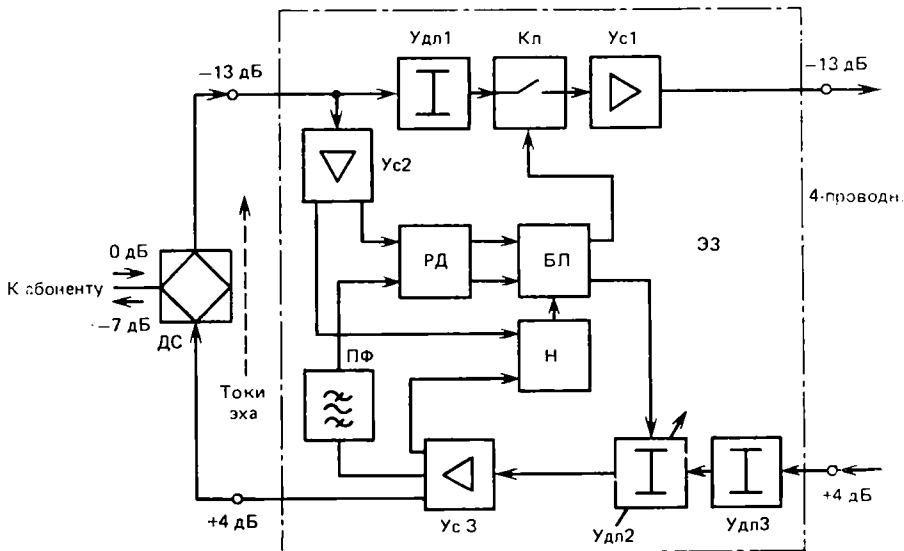 Удл1
Кл
Ус1
–13 дБ
–13 дБ
Ус2
4-проводн.
0 дБ
РД
БЛ
ЭЗ
К абоненту
–7 дБ
ДС
ПФ
Н
Токи
эха
+4 дБ
Ус 3
Удл2
Удл3
+4 дБ